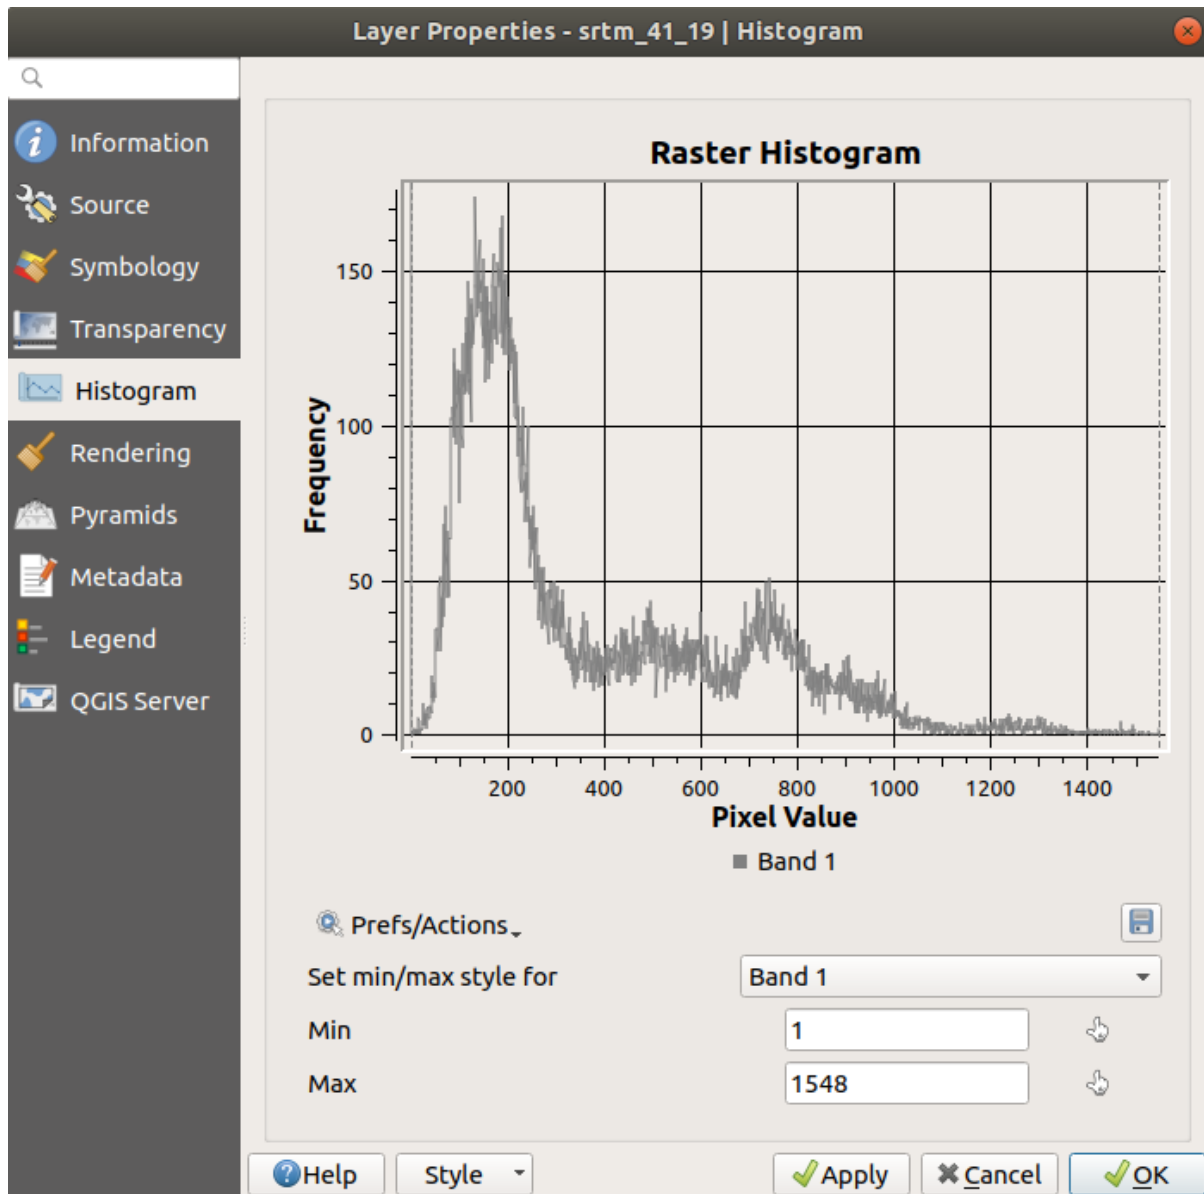 Layer Properties - srtm_41_19 | Histogram
Information
Source
Symbology
Transparency
Histogram
Rendering
Pyramids
Metadata
Legend
QGIS Server
Raster Histogram
Frequency
150
100
50
0
200 400 600 800 1000 1200 1400
Pixel Value
Band 1
Prefs/Actions
Set min/max style for Band 1
Min 1
Max 1548
Help Style Apply Cancel OK